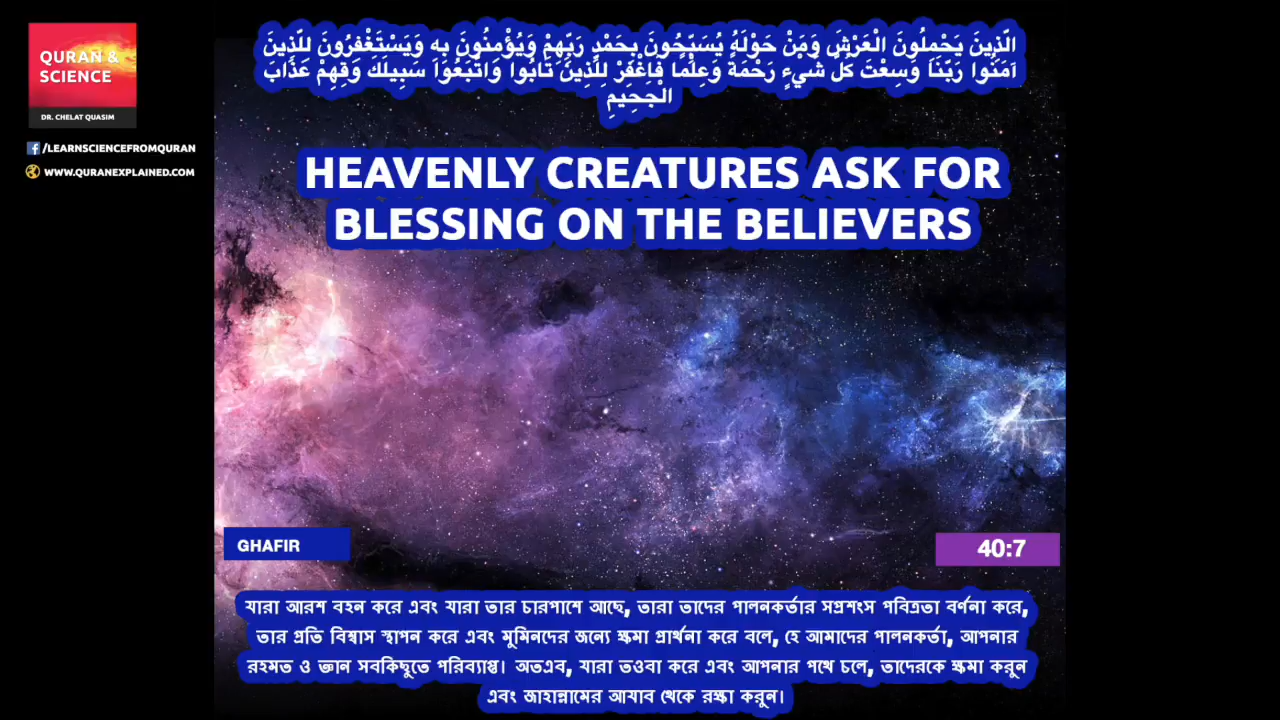 QURAN &
SCIENCE
DR. CHELAT QUASIM
/LEARNSCIENCEFROMQURAN
WWW.QURANEXPLAINED.COM
الَّذِينَ يَحْمِلُونَ الْعَرْشَ وَمَنْ حَوْلَهُ يُسَبِّحُونَ بِحَمْدِ رَبِّهِمْ وَيُؤْمِنُونَ بِهِ وَيَسْتَغْفِرُونَ لِلَّذِينَ
آمَنُوا رَبَّنَا وَسِعْتَ كُلَّ شَيْءٍ رَحْمَةً وَعِلْمًا فَاغْفِرْ لِلَّذِينَ تَابُوا وَاتَّبَعُوا سَبِيلَكَ وَقِهِمْ عَذَابَ
الْجَحِيمِ
HEAVENLY CREATURES ASK FOR
BLESSING ON THE BELIEVERS
GHAFIR
40:7
যারা আরশ বহন করে এবং যারা তার চারপাশে আছে, তারা তাদের পালনকর্তার সপ্রশংস পবিত্রতা বর্ণনা করে,
তার প্রতি বিশ্বাস স্থাপন করে এবং মুমিনদের জন্যে ক্ষমা প্রার্থনা করে বলে, হে আমাদের পালনকর্তা, আপনার
রহমত ও জ্ঞান সবকিছুতে পরিব্যাপ্ত। অতএব, যারা তওবা করে এবং আপনার পথে চলে, তাদেরকে ক্ষমা করুন
এবং জাহান্নামের আযাব থেকে রক্ষা করুন।